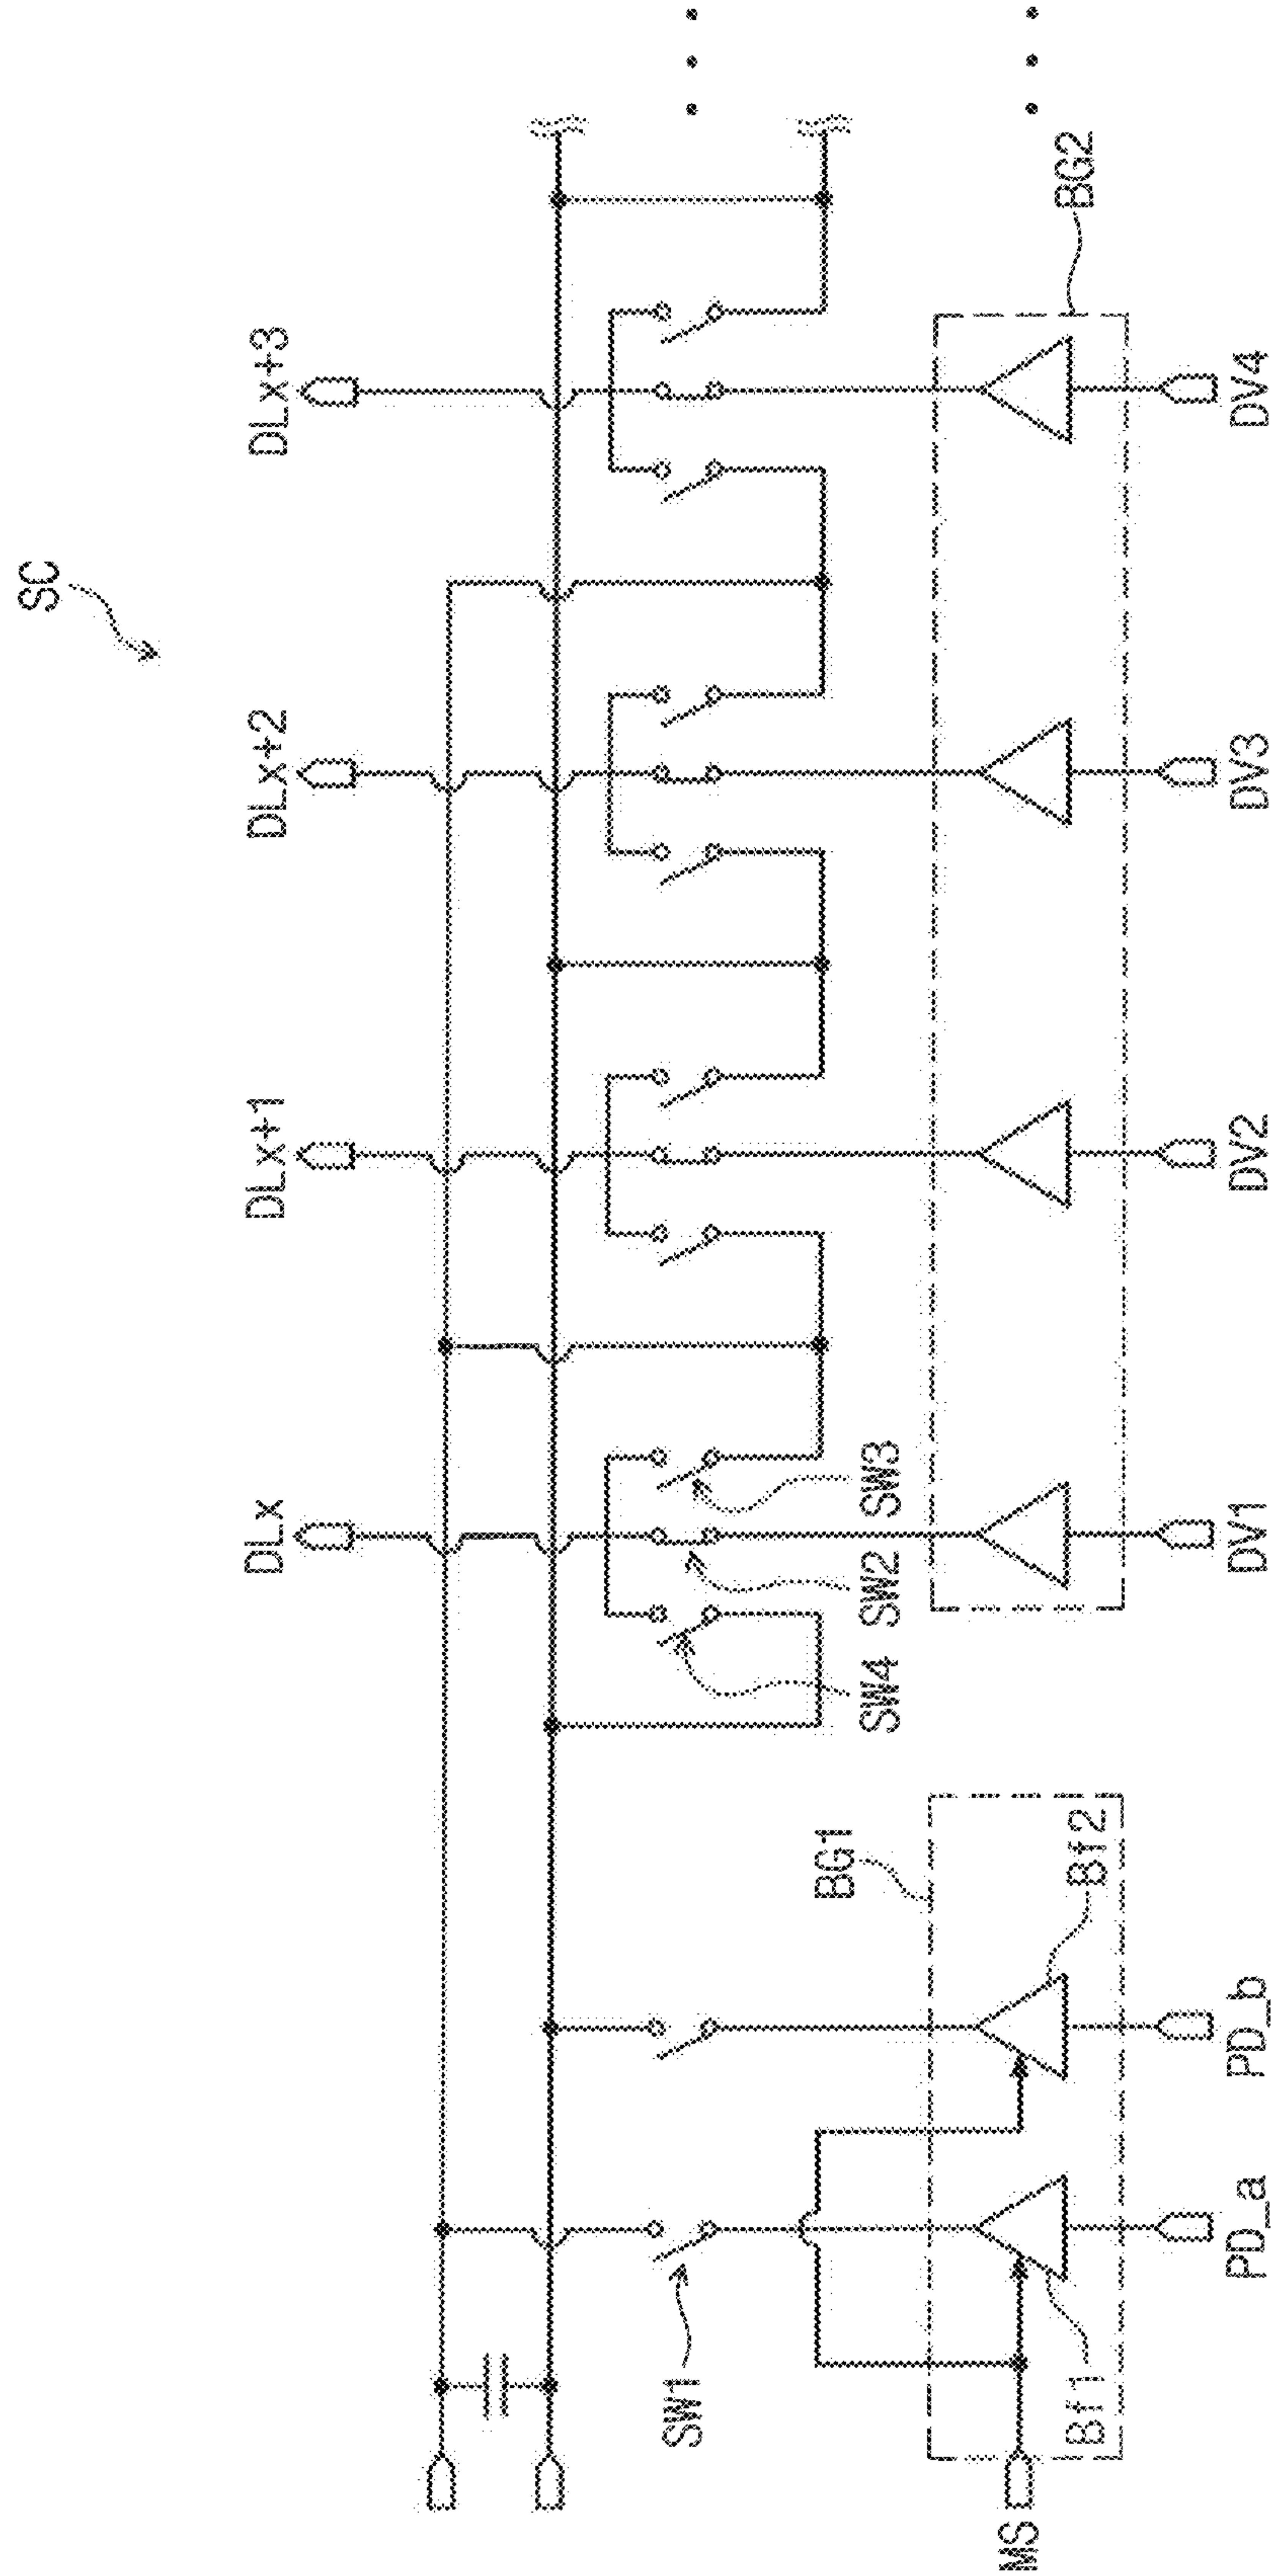 SC
DLx
DLx+1
DLx+2
DLx+3
SW1
SW4
SW2
SW3
BG1
BG2
MS
Bf1
Bf2
PD_a
PD_b
DV1
DV2
DV3
DV4